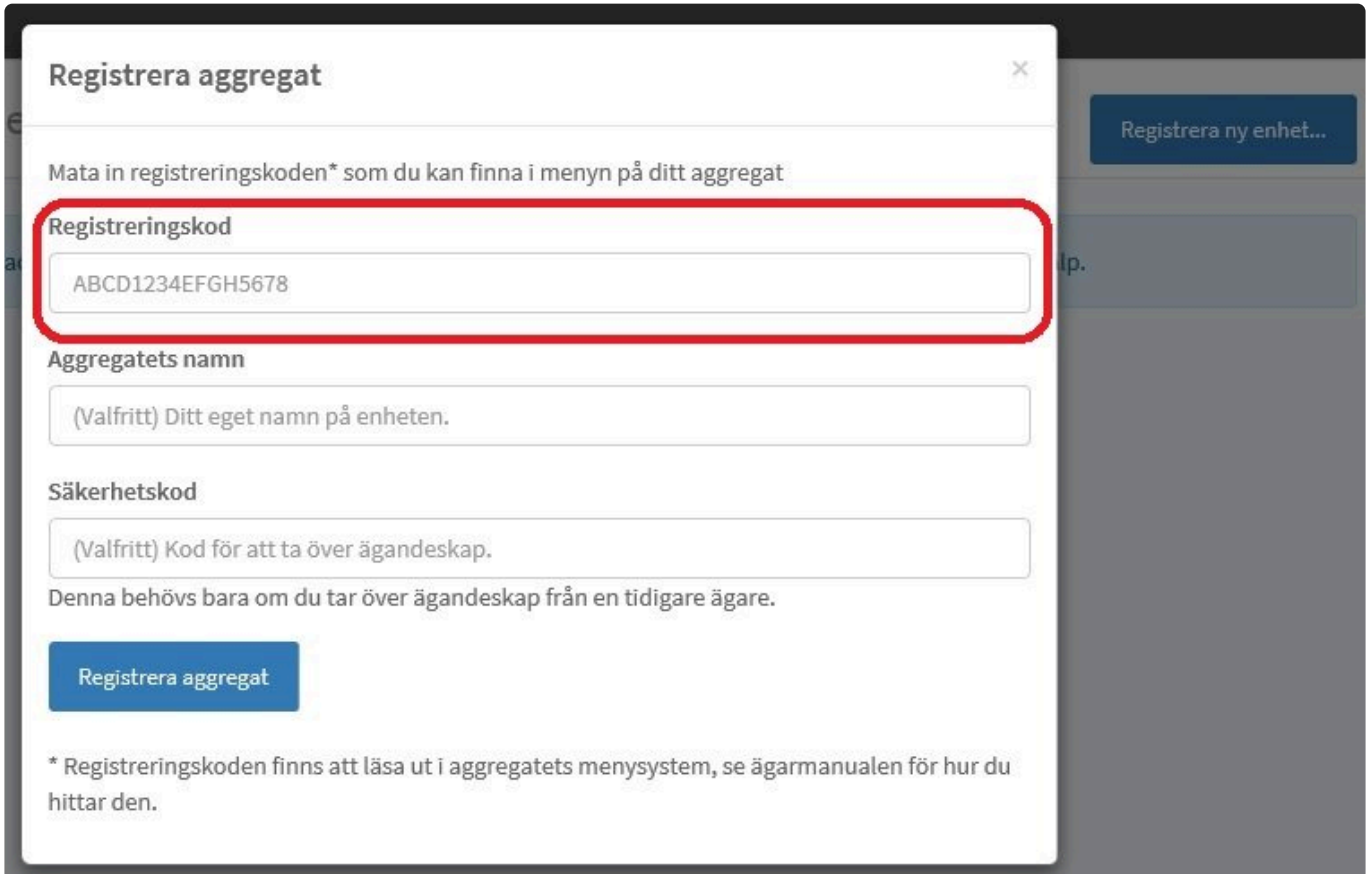 Registrera aggregat
×
Registrera ny enhet...
Mata in registreringskoden* som du kan finna i menyn på ditt aggregat
Registreringskod
ABCD1234EFGH5678
lp.
Aggregatets namn
(Valfritt) Ditt eget namn på enheten.
Säkerhetskod
(Valfritt) Kod för att ta över ägandeskap.
Denna behövs bara om du tar över ägandeskap från en tidigare ägare.
Registrera aggregat
* Registreringskoden finns att läsa ut i aggregatets menysystem, se ägarmanualen för hur du
hittar den.